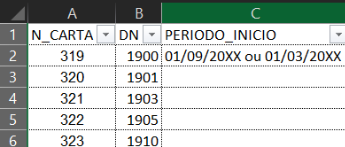 A B C
1 N_CARTA DN PERIODO_INICIO
2 319 1900 01/09/20XX ou 01/03/20XX
3 320 1901
4 321 1903
5 322 1905
6 323 1910